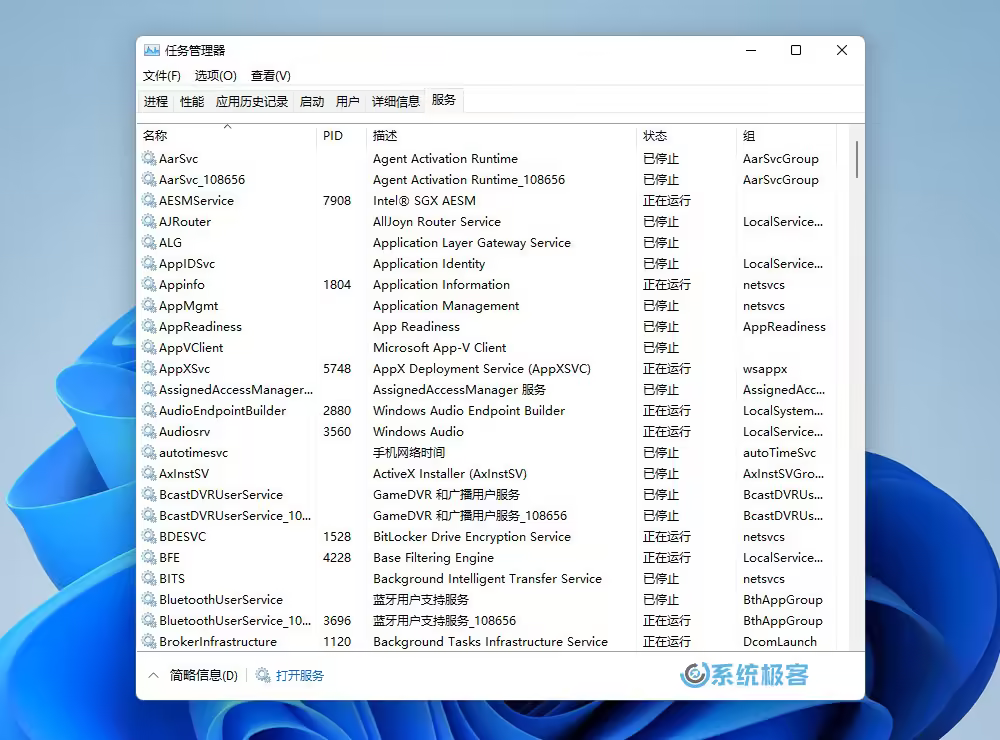 任务管理器
文件(F) 选项(O) 查看(V)
进程 性能 应用历史记录 启动 用户 详细信息 服务
名称 PID 描述 状态 组
AarSvc Agent Activation Runtime 已停止 AarSvcGroup
AarSvc_108656 Agent Activation Runtime_108656 已停止 AarSvcGroup
AESMService 7908 Intel® SGX AESM 正在运行
AJRouter AllJoyn Router Service 已停止 LocalService...
ALG Application Layer Gateway Service 已停止
AppIDSvc Application Identity 已停止 LocalService...
Appinfo 1804 Application Information 正在运行 netsvcs
AppMgmt Application Management 已停止 netsvcs
AppReadiness App Readiness 已停止 AppReadiness
AppVClient Microsoft App-V Client 已停止
AppXSvc 5748 AppX Deployment Service (AppXSVC) 正在运行 wsappx
AssignedAccessManager... AssignedAccessManager 服务 已停止 AssignedAcc...
AudioEndpointBuilder 2880 Windows Audio Endpoint Builder 正在运行 LocalSystem...
Audiosrv 3560 Windows Audio 正在运行 LocalService...
autotimesvc 手机网络时间 已停止 autoTimeSvc
AxInstSV ActiveX Installer (AxInstSV) 已停止 AxInstSVGro...
BcastDVRUserService GameDVR 和广播用户服务 已停止 BcastDVRUs...
BcastDVRUserService_10... GameDVR 和广播用户服务_108656 已停止 BcastDVRUs...
BDESVC 1528 BitLocker Drive Encryption Service 正在运行 netsvcs
BFE 4228 Base Filtering Engine 正在运行 LocalService...
BITS Background Intelligent Transfer Service 已停止 netsvcs
BluetoothUserService 蓝牙用户支持服务 已停止 BthAppGroup
BluetoothUserService_10... 3696 蓝牙用户支持服务_108656 正在运行 BthAppGroup
BrokerInfrastructure 1120 Background Tasks Infrastructure Service 正在运行 DcomLaunch
简略信息(D) 打开服务
系统极客